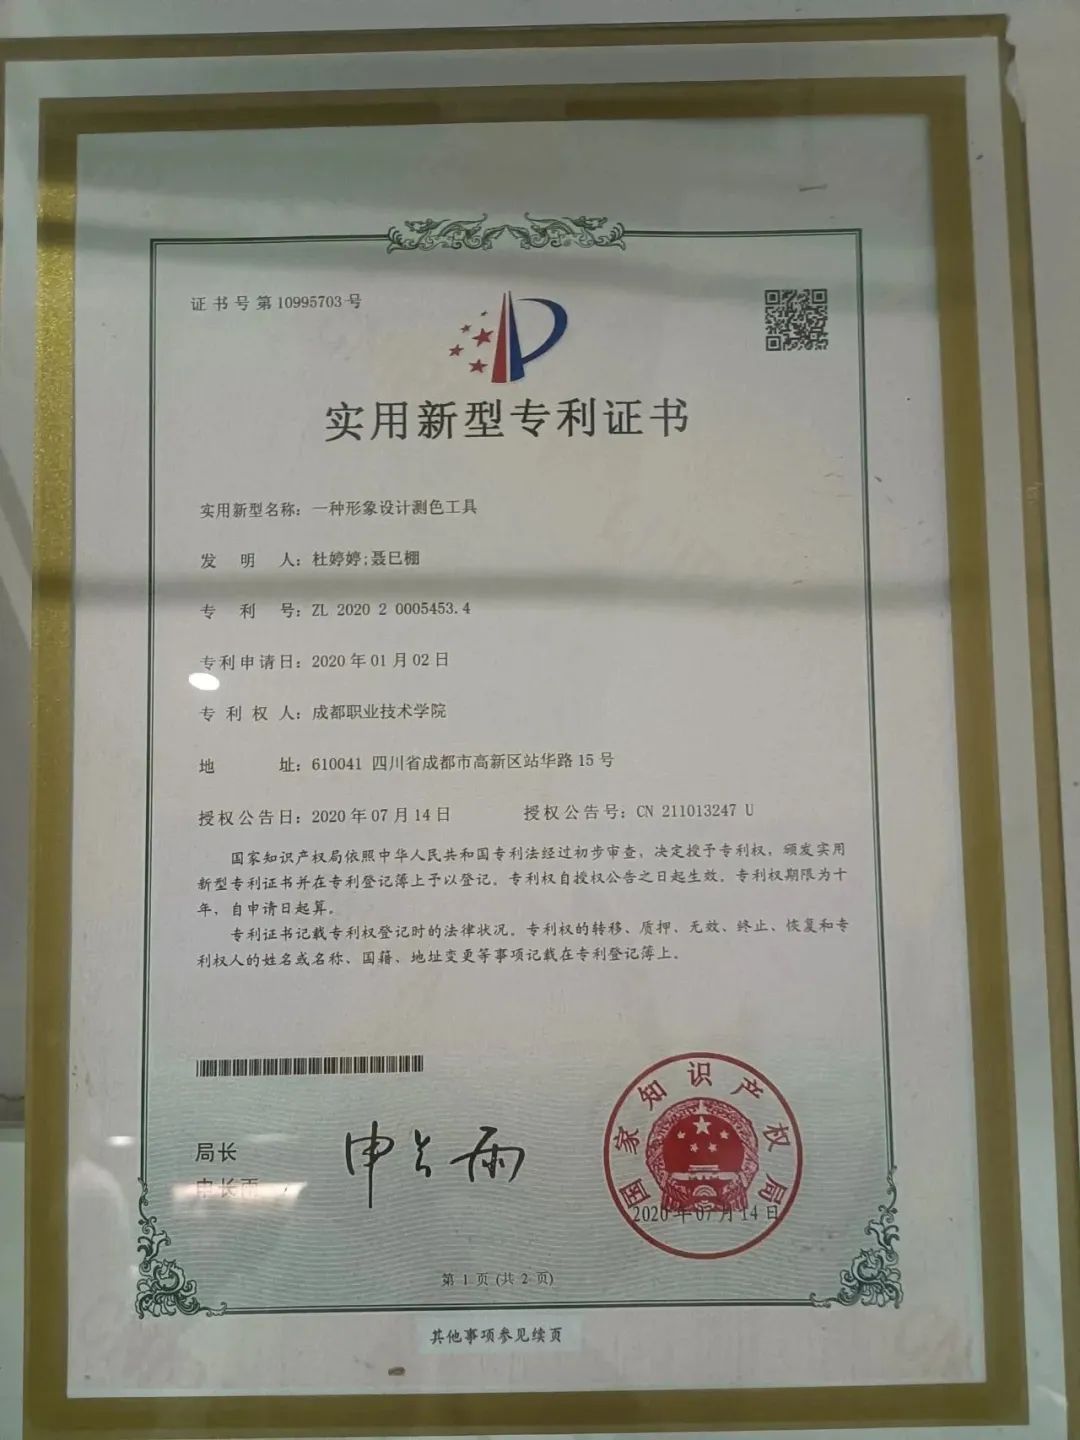 证书号第10995703号
实用新型专利证书
实用新型名称：一种形象设计测色工具
发明人：杜婷婷;聂巳棚
专利号：ZL 2020 2 0005453.4
专利申请日：2020年01月02日
专利权人：成都职业技术学院
地址：610041 四川省成都市高新区站华路15号
授权公告日：2020年07月14日 授权公告号：CN 211013247 U
国家知识产权局依照中华人民共和国专利法经过初步审查，决定授予专利权，颁发实用
新型专利证书并在专利登记簿上予以登记。专利权自授权公告之日起生效。专利权期限为十
年，自申请日起算。
专利证书记载专利权登记时的法律状况。专利权的转移、质押、无效、终止、恢复和专
利权人的姓名或名称、国籍、地址变更等事项记载在专利登记簿上。
局长
申长雨
申长雨
国家知识产权局
2020年07月14日
第 1 页 (共 2 页)
其他事项参见续页